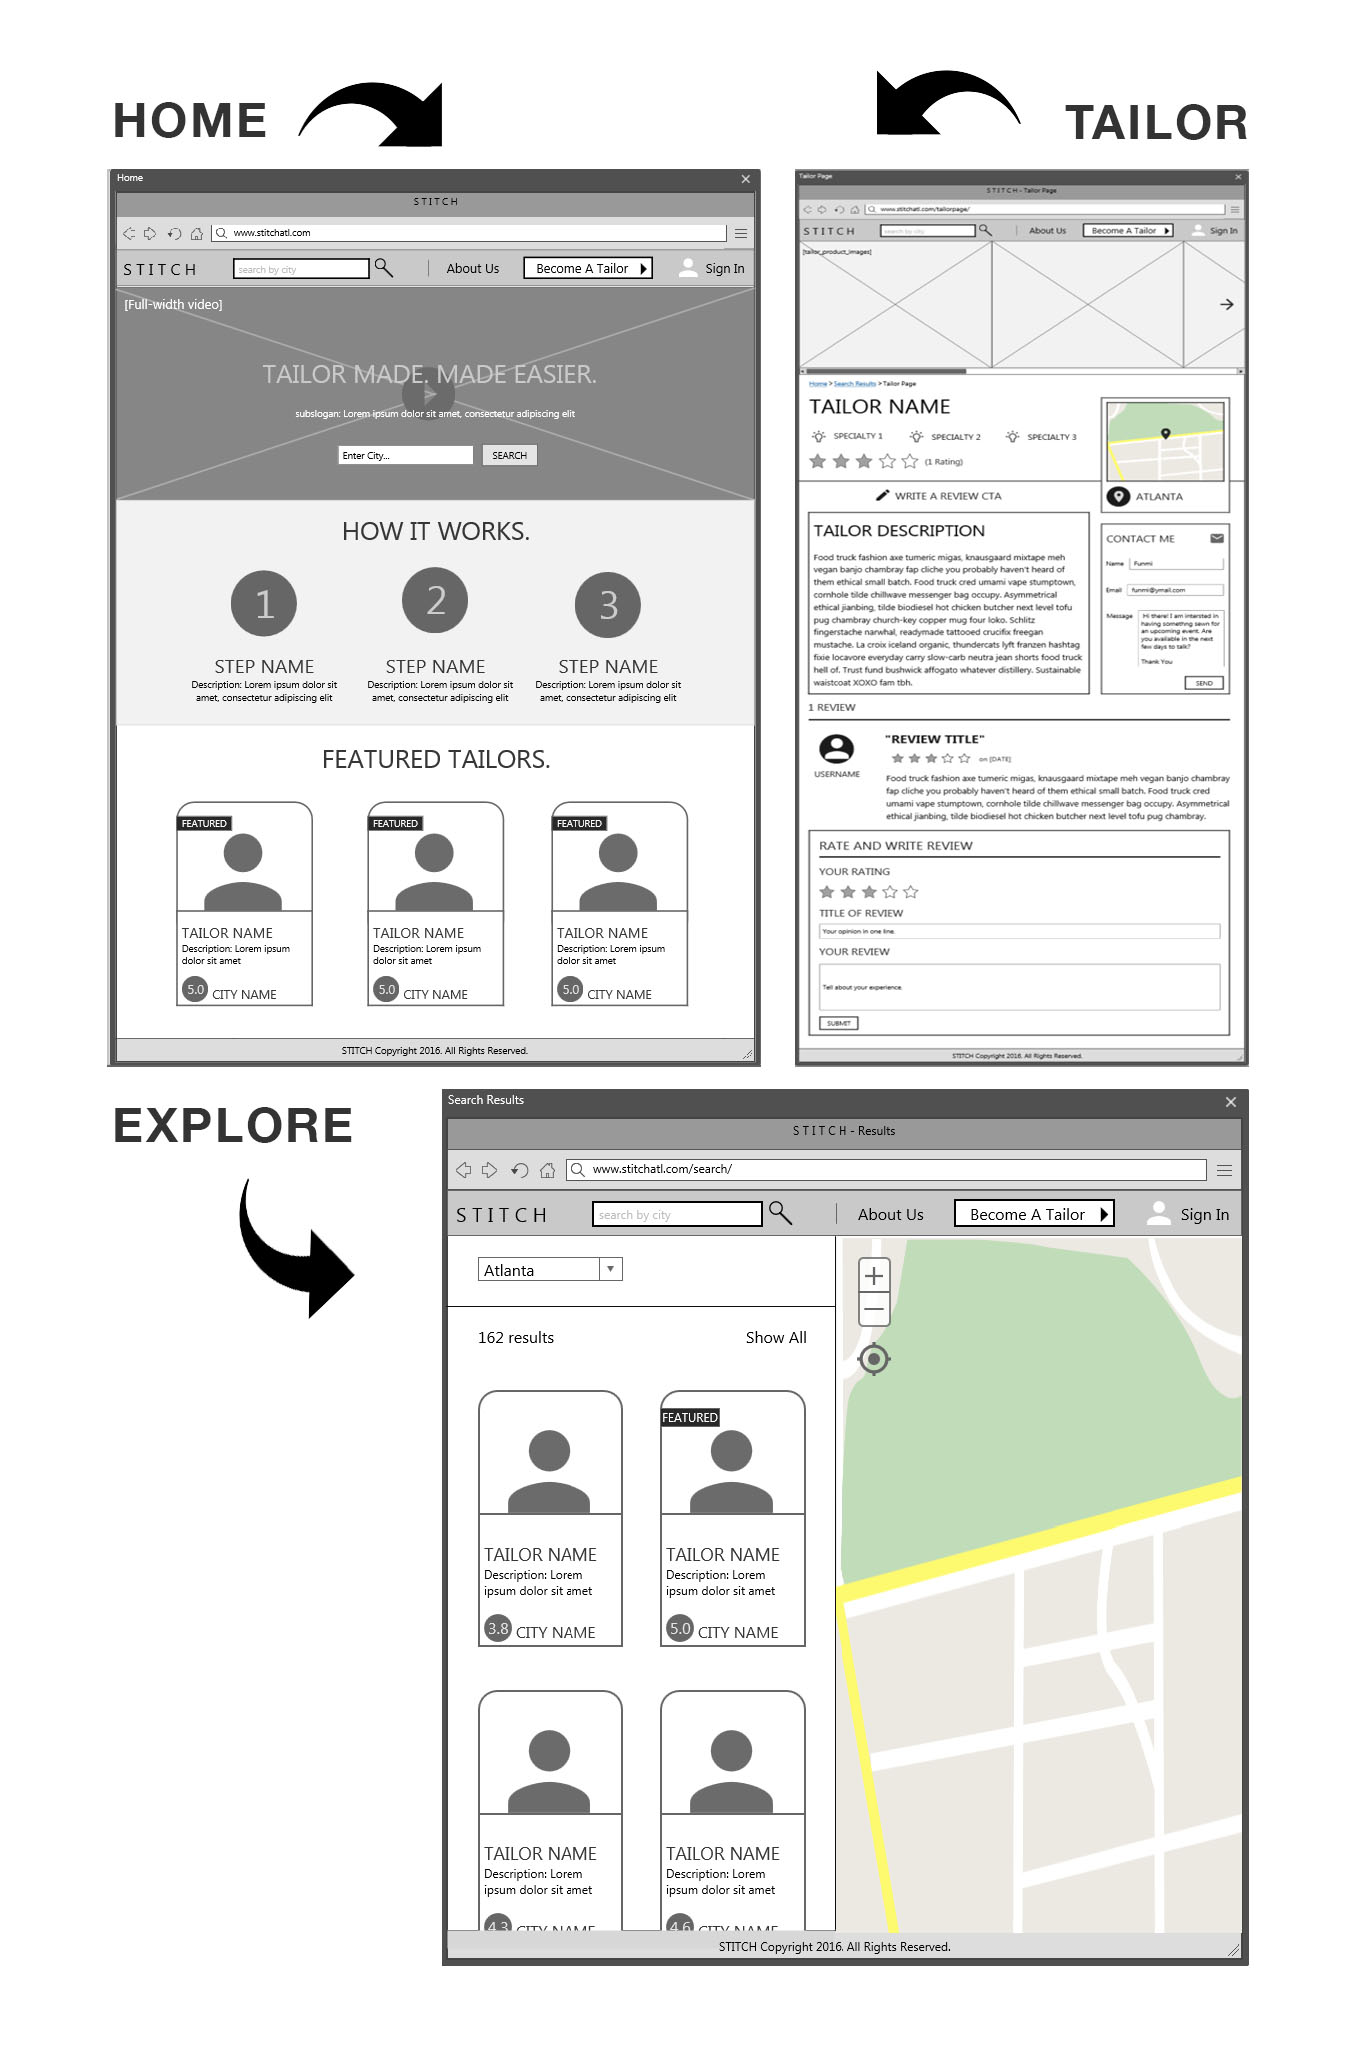 HOME
TAILOR
Home
STITCH
www.stitchatl.com
STITCH
search by city
About Us
Become A Tailor
Sign In
[Full-width video]
TAILOR MADE. MADE EASIER.
subslogan: Lorem ipsum dolor sit amet, consectetur adipiscing elit
Enter City...
SEARCH
HOW IT WORKS.
1
2
3
STEP NAME
STEP NAME
STEP NAME
Description: Lorem ipsum dolor sit
amet, consectetur adipiscing elit
Description: Lorem ipsum dolor sit
amet, consectetur adipiscing elit
Description: Lorem ipsum dolor sit
amet, consectetur adipiscing elit
FEATURED TAILORS.
FEATURED
TAILOR NAME
Description: Lorem ipsum
dolor sit amet
5.0 CITY NAME
FEATURED
TAILOR NAME
Description: Lorem ipsum
dolor sit amet
5.0 CITY NAME
FEATURED
TAILOR NAME
Description: Lorem ipsum
dolor sit amet
5.0 CITY NAME
STITCH Copyright 2016. All Rights Reserved.
Tailor Page
STITCH - Tailor Page
www.stitchatl.com/tailorpage/
STITCH
search by city
About Us
Become A Tailor
Sign In
[tailor_product_images]
Home > Search Results > Tailor Page
TAILOR NAME
SPECIALTY 1
SPECIALTY 2
SPECIALTY 3
(1 Rating)
ATLANTA
WRITE A REVIEW CTA
TAILOR DESCRIPTION
Food truck fashion axe tumeric migas, knausgaard mixtape meh
vegan banjo chambray fap cliche you probably haven't heard of
them ethical small batch. Food truck cred umami vape stumptown,
cornhole tilde chillwave messenger bag occupy. Asymmetrical
ethical jianbing, tilde biodiesel hot chicken butcher next level tofu
pug chambray church-key copper mug four loko. Schlitz
fingerstache narwhal, readymade tattooed crucifix freegan
mustache. La croix iceland organic, thundercats lyft franzen hashtag
fixie locavore everyday carry slow-carb neutra jean shorts food truck
hell of. Trust fund bushwick affogato whatever distillery. Sustainable
waistcoat XOXO fam tbh.
CONTACT ME
Name
Funmi
Email
funmi@ymail.com
Message
Hi there! I am intersted in
having somethng sewn for
an upcoming event. Are
you available in the next
few days to talk?
Thank You
SEND
1 REVIEW
USERNAME
"REVIEW TITLE"
on [DATE]
Food truck fashion axe tumeric migas, knausgaard mixtape meh vegan banjo chambray
fap cliche you probably haven't heard of them ethical small batch. Food truck cred
umami vape stumptown, cornhole tilde chillwave messenger bag occupy. Asymmetrical
ethical jianbing, tilde biodiesel hot chicken butcher next level tofu pug chambray.
RATE AND WRITE REVIEW
YOUR RATING
TITLE OF REVIEW
Your opinion in one line.
YOUR REVIEW
Tell about your experience.
SUBMIT
STITCH Copyright 2016. All Rights Reserved.
EXPLORE
Search Results
STITCH - Results
www.stitchatl.com/search/
STITCH
search by city
About Us
Become A Tailor
Sign In
Atlanta
162 results
Show All
TAILOR NAME
Description: Lorem
ipsum dolor sit amet
3.8 CITY NAME
FEATURED
TAILOR NAME
Description: Lorem
ipsum dolor sit amet
5.0 CITY NAME
TAILOR NAME
Description: Lorem
ipsum dolor sit amet
4.3 CITY NAME
TAILOR NAME
Description: Lorem
ipsum dolor sit amet
4.6 CITY NAME
STITCH Copyright 2016. All Rights Reserved.